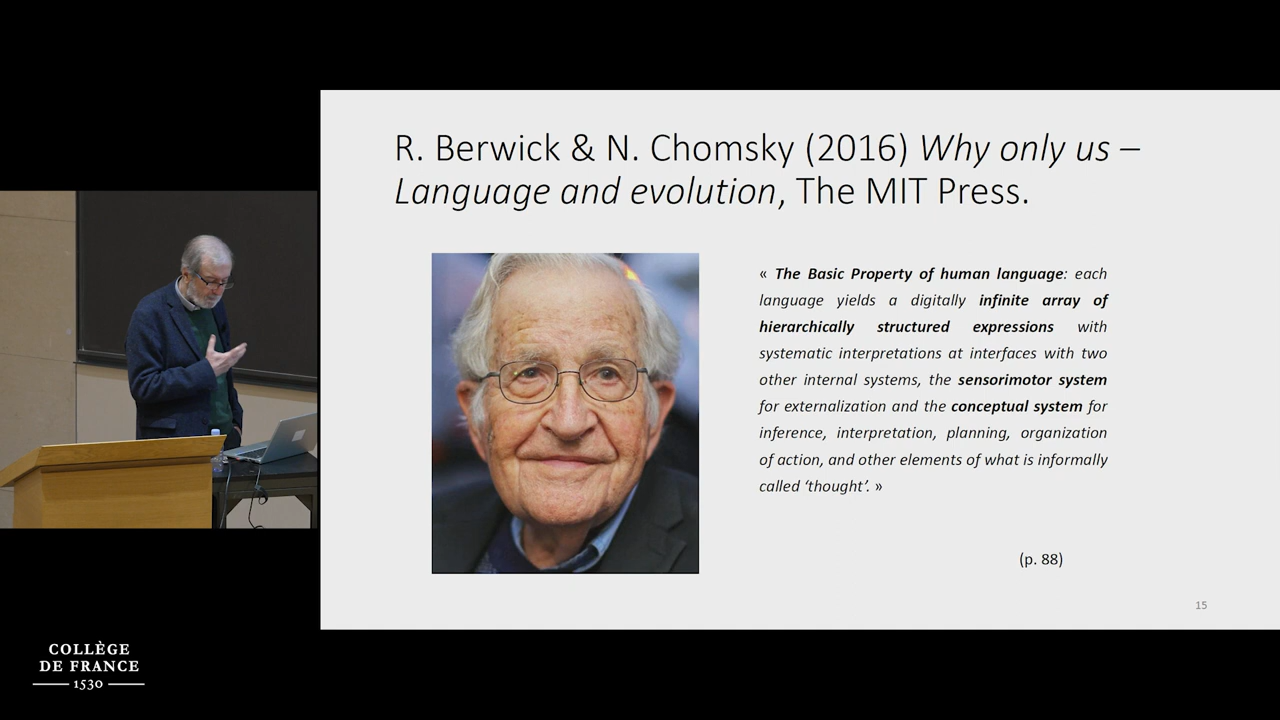 R. Berwick & N. Chomsky (2016) Why only us –
Language and evolution, The MIT Press.
« The Basic Property of human language: each
language yields a digitally infinite array of
hierarchically structured expressions with
systematic interpretations at interfaces with two
other internal systems, the sensorimotor system
for externalization and the conceptual system for
inference, interpretation, planning, organization
of action, and other elements of what is informally
called ‘thought’. »
(p. 88)
15
COLLÈGE
DE FRANCE
1530